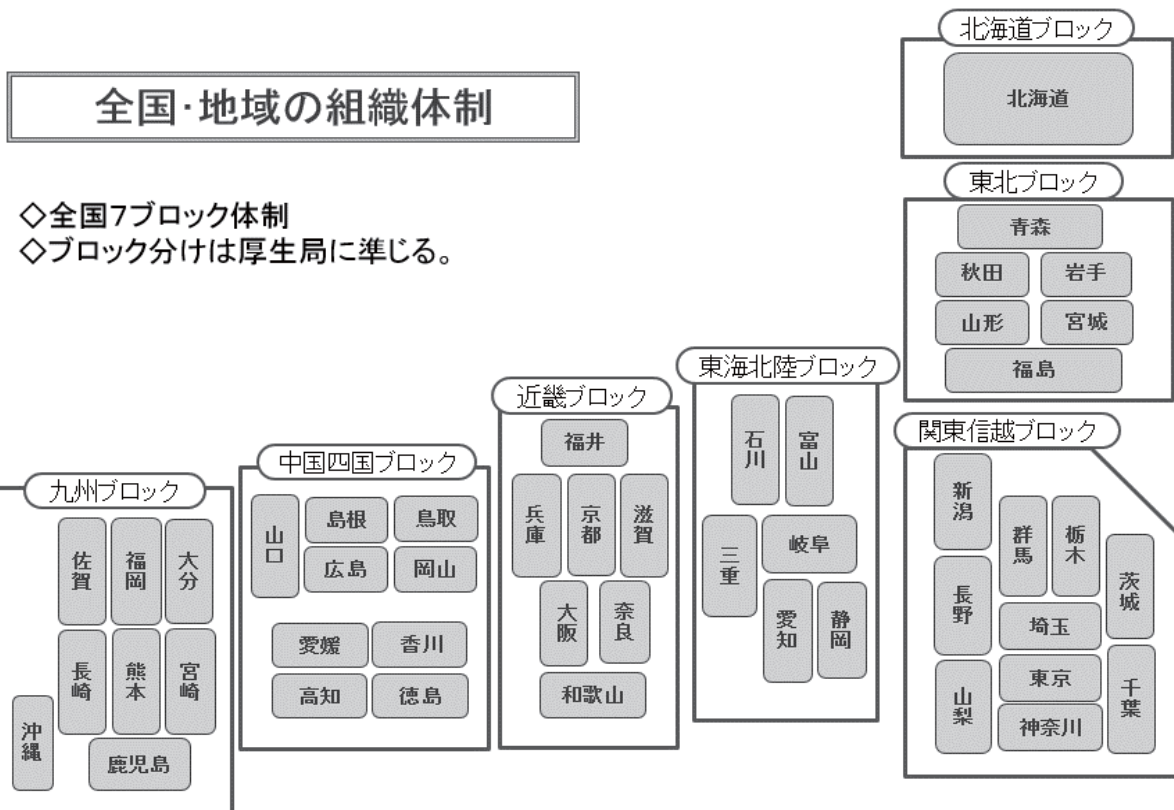 全国・地域の組織体制
◇全国7ブロック体制
◇ブロック分けは厚生局に準じる。
北海道ブロック
北海道
東北ブロック
青森
秋田
岩手
山形
宮城
福島
関東信越ブロック
新潟
群馬
栃木
茨城
長野
埼玉
東京
千葉
山梨
神奈川
東海北陸ブロック
石川
富山
三重
岐阜
愛知
静岡
近畿ブロック
福井
兵庫
京都
滋賀
大阪
奈良
和歌山
中国四国ブロック
山口
島根
鳥取
広島
岡山
愛媛
香川
高知
徳島
九州ブロック
佐賀
福岡
大分
長崎
熊本
宮崎
沖縄
鹿児島